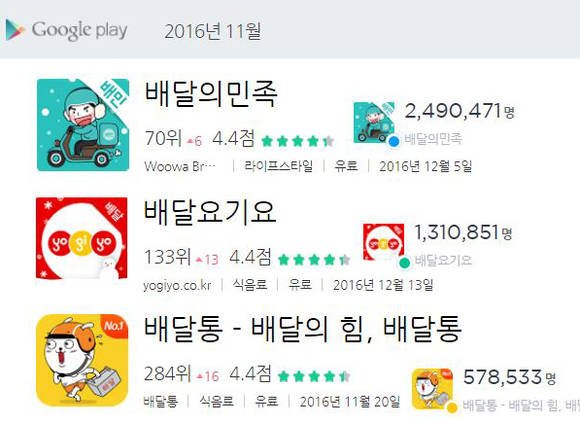 Google play 2016년 11월
배민
배달의민족
70위 6 4.4점
2,490,471명
배달의민족
Woowa Br… | 라이프스타일 | 유료 | 2016년 12월 5일
배달
yo gi yo
배달요기요
133위 13 4.4점
yo gi yo
1,310,851명
배달요기요
yogiyo.co.kr | 식음료 | 유료 | 2016년 12월 13일
No.1
배달통 - 배달의 힘, 배달통
284위 16 4.4점
578,533명
배달통 - 배달의 힘, 배달
배달통 | 식음료 | 유료 | 2016년 11월 20일